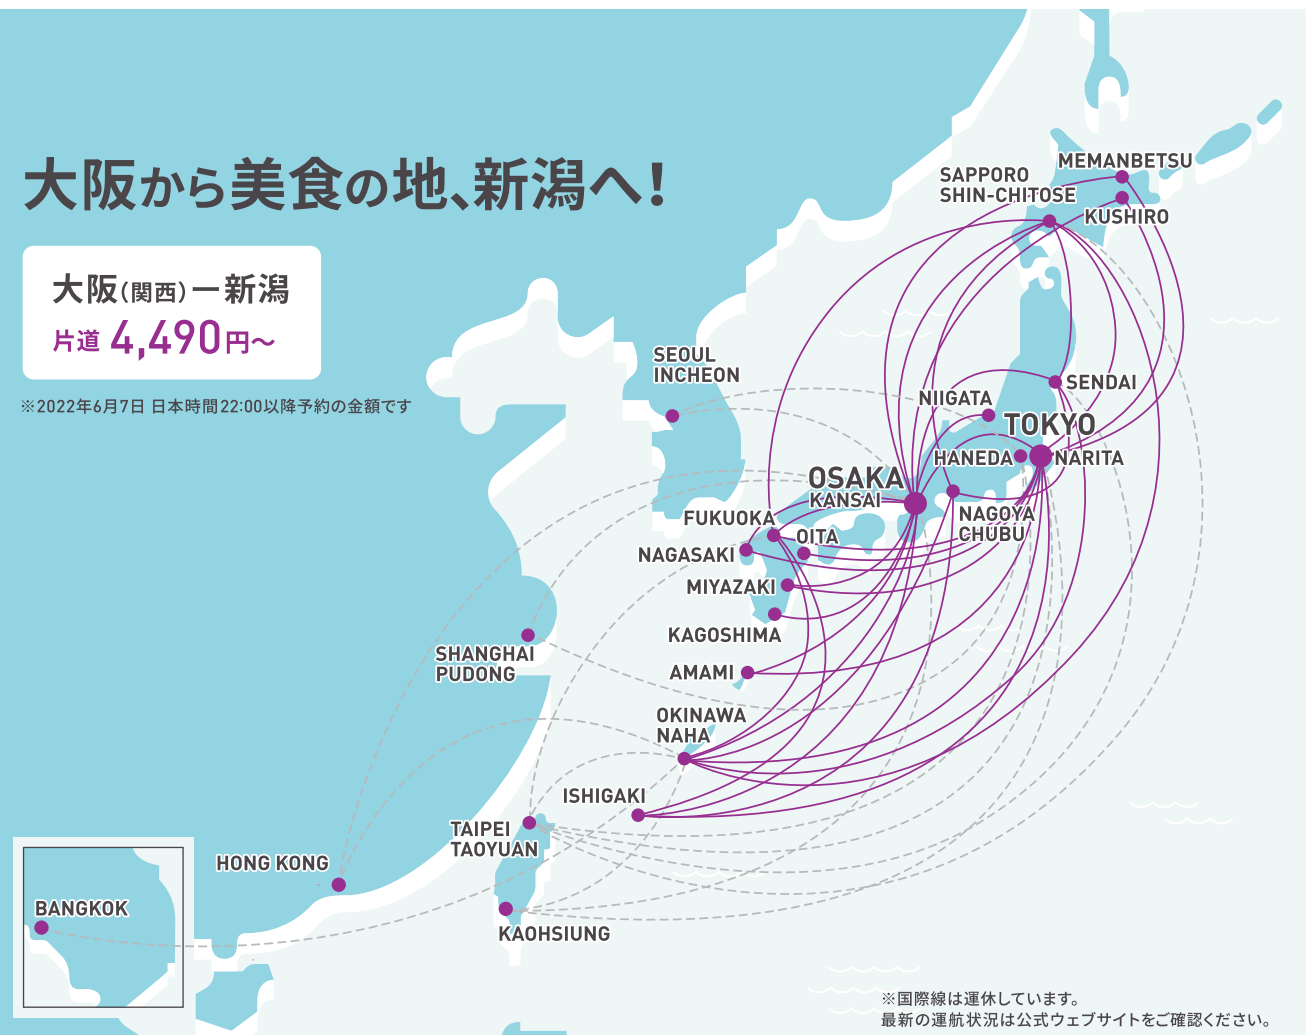 大阪から美食の地、新潟へ！
大阪（関西）ー新潟
片道 4,490円～
※2022年6月7日 日本時間22:00以降予約の金額です
MEMANBETSU
SAPPORO
SHIN-CHITOSE
KUSHIRO
SEOUL
INCHEON
SENDAI
NIIGATA
TOKYO
HANEDA
NARITA
OSAKA
KANSAI
NAGOYA
CHUBU
FUKUOKA
OITA
NAGASAKI
MIYAZAKI
KAGOSHIMA
SHANGHAI
PUDONG
AMAMI
OKINAWA
NAHA
ISHIGAKI
TAIPEI
TAOYUAN
HONG KONG
BANGKOK
KAOHSIUNG
※国際線は運休しています。
最新の運航状況は公式ウェブサイトをご確認ください。